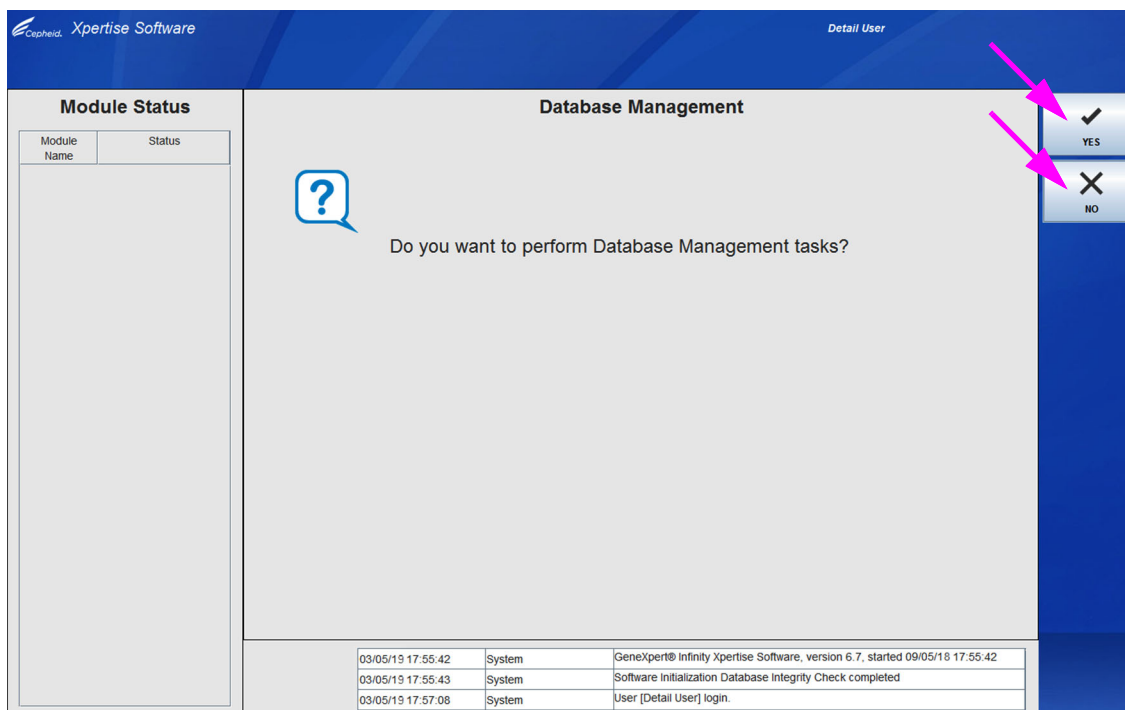 Cepheid. Xpertise Software
Detail User
Module Status
Module Name
Status
Database Management
YES
NO
Do you want to perform Database Management tasks?
03/05/19 17:55:42 System GeneXpert® Infinity Xpertise Software, version 6.7, started 09/05/18 17:55:42
03/05/19 17:55:43 System Software Initialization Database Integrity Check completed
03/05/19 17:57:08 System User [Detail User] login.